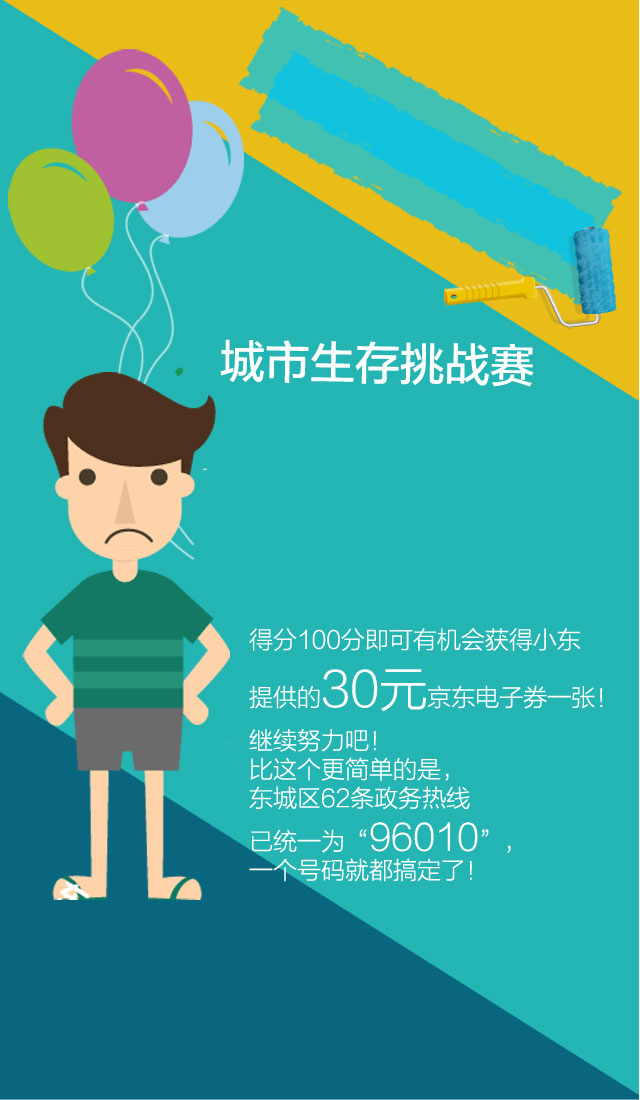 城市生存挑战赛
得分100分即可有机会获得小东
提供的30元京东电子券一张！
继续努力吧！
比这个更简单的是，
东城区62条政务热线
已统一为“96010”，
一个号码就都搞定了！